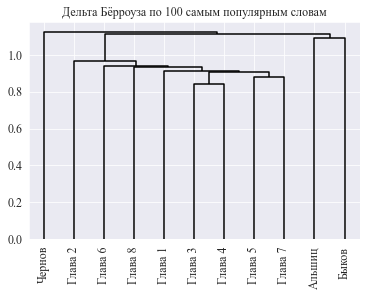 Дельта Бёрроуза по 100 самым популярным словам
1.0
0.8
0.6
0.4
0.2
0.0
Чернов
Глава 2
Глава 6
Глава 8
Глава 1
Глава 3
Глава 4
Глава 5
Глава 7
Альшиц
Быков